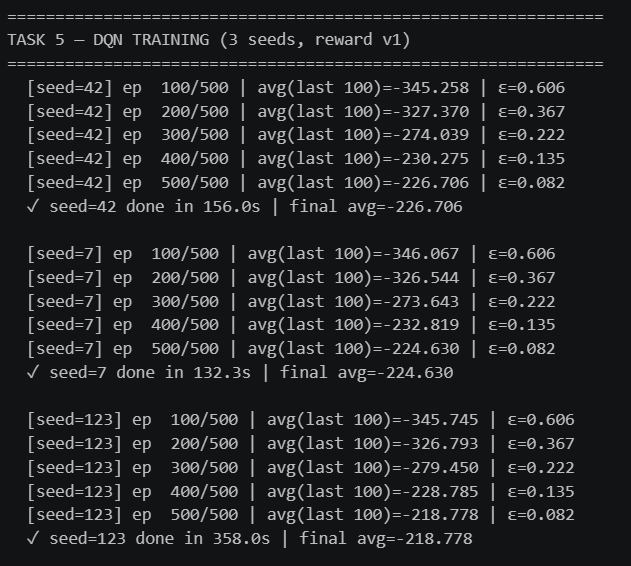 ============================================================
TASK 5 — DQN TRAINING (3 seeds, reward v1)
============================================================
[seed=42] ep  100/500 | avg(last 100)=-345.258 | ε=0.606
[seed=42] ep  200/500 | avg(last 100)=-327.370 | ε=0.367
[seed=42] ep  300/500 | avg(last 100)=-274.039 | ε=0.222
[seed=42] ep  400/500 | avg(last 100)=-230.275 | ε=0.135
[seed=42] ep  500/500 | avg(last 100)=-226.706 | ε=0.082
✓ seed=42 done in 156.0s | final avg=-226.706
[seed=7] ep  100/500 | avg(last 100)=-346.067 | ε=0.606
[seed=7] ep  200/500 | avg(last 100)=-326.544 | ε=0.367
[seed=7] ep  300/500 | avg(last 100)=-273.643 | ε=0.222
[seed=7] ep  400/500 | avg(last 100)=-232.819 | ε=0.135
[seed=7] ep  500/500 | avg(last 100)=-224.630 | ε=0.082
✓ seed=7 done in 132.3s | final avg=-224.630
[seed=123] ep  100/500 | avg(last 100)=-345.745 | ε=0.606
[seed=123] ep  200/500 | avg(last 100)=-326.793 | ε=0.367
[seed=123] ep  300/500 | avg(last 100)=-279.450 | ε=0.222
[seed=123] ep  400/500 | avg(last 100)=-228.785 | ε=0.135
[seed=123] ep  500/500 | avg(last 100)=-218.778 | ε=0.082
✓ seed=123 done in 358.0s | final avg=-218.778